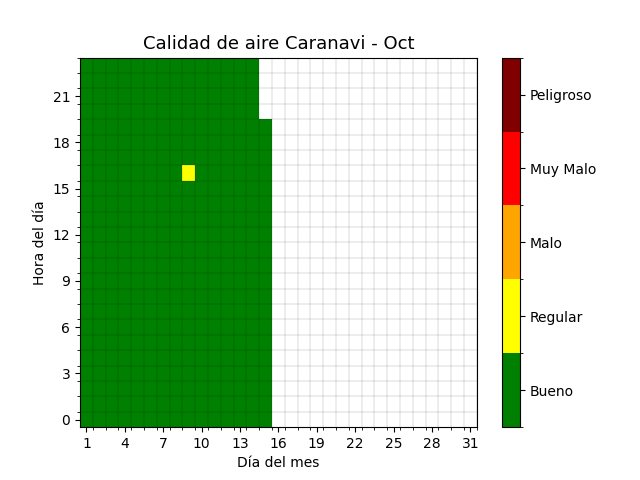 Calidad de aire Caranavi - Oct
Hora del día
21
18
15
12
9
6
3
0
1 4 7 10 13 16 19 22 25 28 31
Día del mes
Peligroso
Muy Malo
Malo
Regular
Bueno